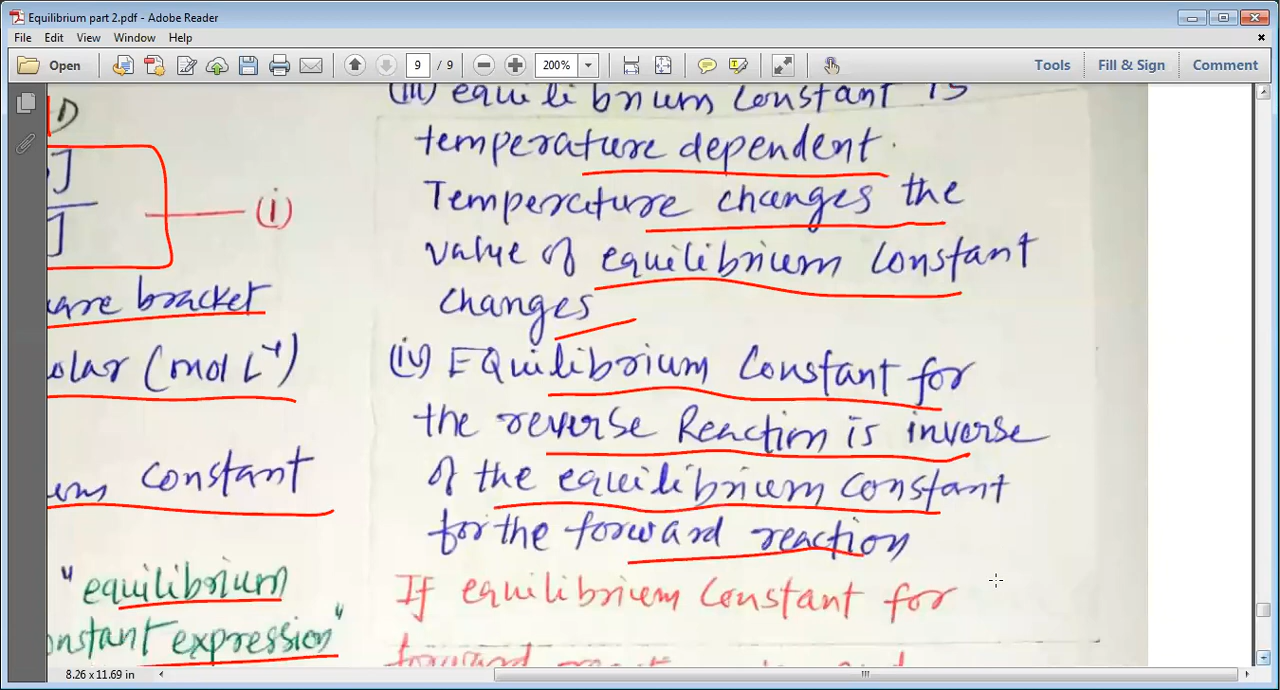 Equilibrium part 2.pdf - Adobe Reader
File Edit View Window Help
Open 9 / 9 200% Tools Fill & Sign Comment
D
J
J
(i)
bracket
(mol L⁻¹)
constant
"equilibrium
expression"
(iii) equilibrium Constant is
temperature dependent.
Temperature changes the
value of equilibrium Constant
changes
(iv) EQuilibrium Constant for
the reverse Reaction is inverse
of the equilibrium constant
for the forward reaction
If equilibrium Constant for
forward
8.26 x 11.69 in